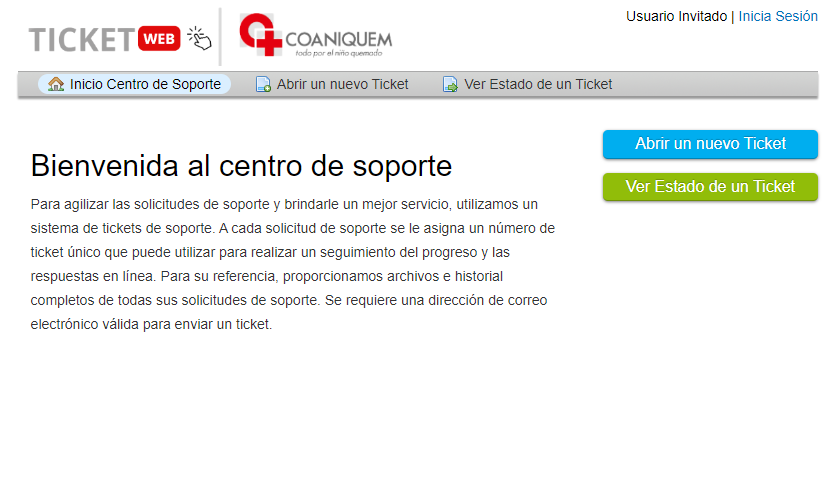 TICKET WEB
COANIQUEM
todo por el niño quemado
Usuario Invitado | Inicia Sesión
Inicio Centro de Soporte
Abrir un nuevo Ticket
Ver Estado de un Ticket
Abrir un nuevo Ticket
Ver Estado de un Ticket
Bienvenida al centro de soporte
Para agilizar las solicitudes de soporte y brindarle un mejor servicio, utilizamos un
sistema de tickets de soporte. A cada solicitud de soporte se le asigna un número de
ticket único que puede utilizar para realizar un seguimiento del progreso y las
respuestas en línea. Para su referencia, proporcionamos archivos e historial
completos de todas sus solicitudes de soporte. Se requiere una dirección de correo
electrónico válida para enviar un ticket.